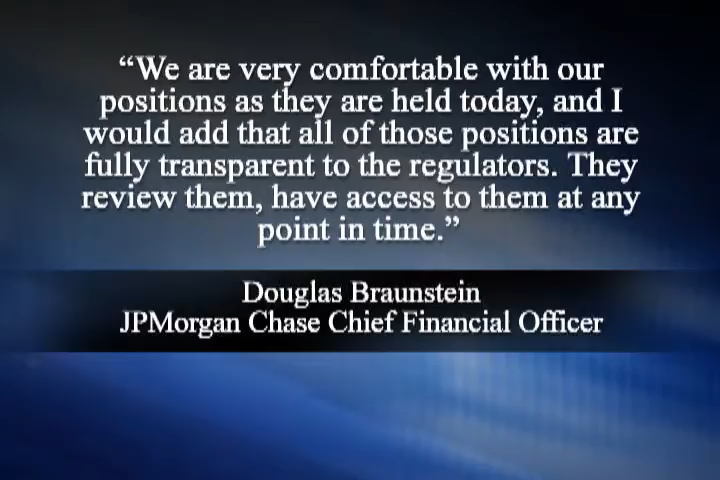 “We are very comfortable with our
positions as they are held today, and I
would add that all of those positions are
fully transparent to the regulators. They
review them, have access to them at any
point in time.”
Douglas Braunstein
JPMorgan Chase Chief Financial Officer